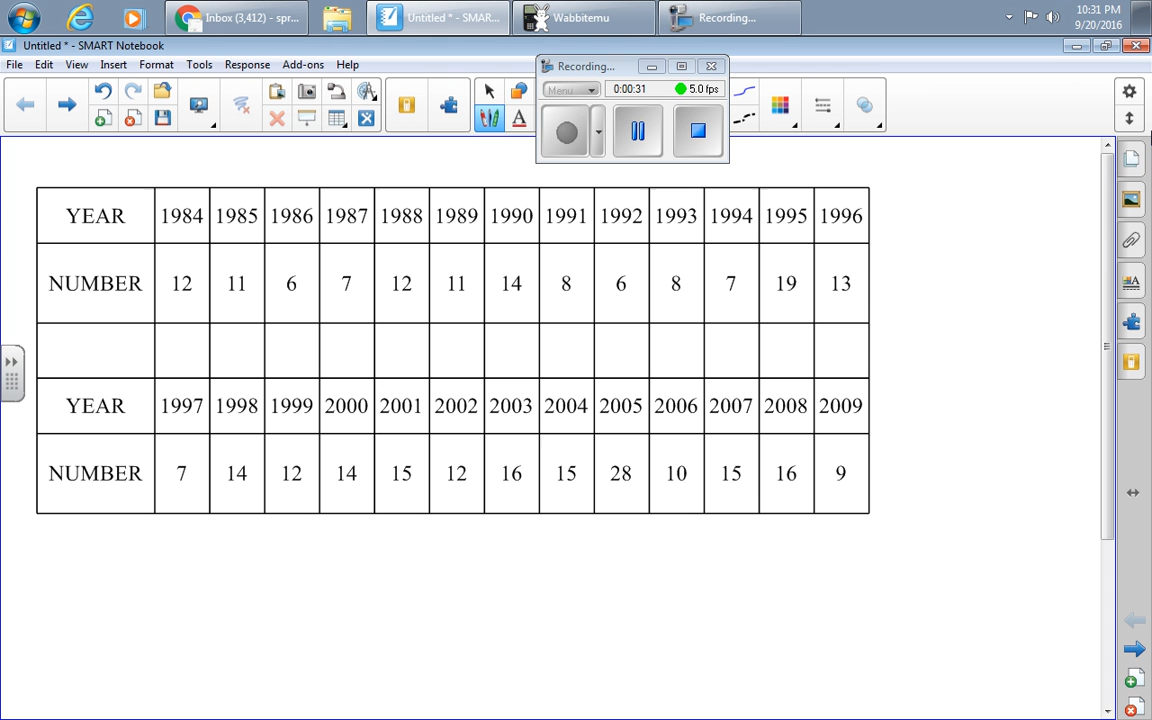 Inbox (3,412) - spr...
Untitled * - SMAR...
Wabbitemu
Recording...
10:31 PM
9/20/2016
Untitled * - SMART Notebook
File Edit View Insert Format Tools Response Add-ons Help
Recording...
Menu 0:00:31 5.0 fps
A
YEAR 1984 1985 1986 1987 1988 1989 1990 1991 1992 1993 1994 1995 1996
NUMBER 12 11 6 7 12 11 14 8 6 8 7 19 13
YEAR 1997 1998 1999 2000 2001 2002 2003 2004 2005 2006 2007 2008 2009
NUMBER 7 14 12 14 15 12 16 15 28 10 15 16 9